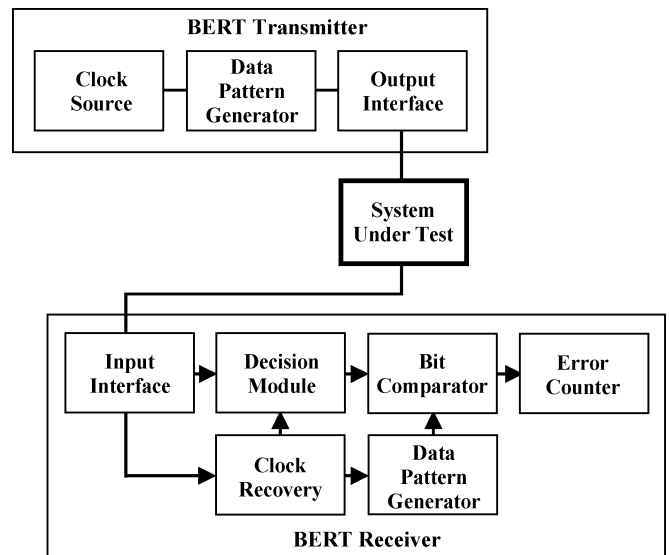 BERT Transmitter
Clock
Source
Data
Pattern
Generator
Output
Interface
System
Under Test
Input
Interface
Decision
Module
Bit
Comparator
Error
Counter
Clock
Recovery
Data
Pattern
Generator
BERT Receiver